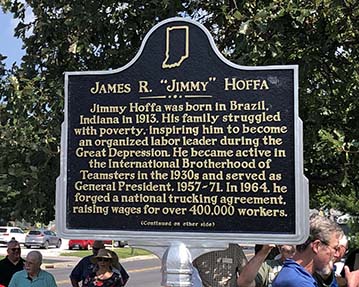 JAMES R. "JIMMY" HOFFA
Jimmy Hoffa was born in Brazil,
Indiana in 1913. His family struggled
with poverty, inspiring him to become
an organized labor leader during the
Great Depression. He became active in
the International Brotherhood of
Teamsters in the 1930s and served as
General President, 1957-71. In 1964, he
forged a national trucking agreement,
raising wages for over 400,000 workers.
(Continued on other side)